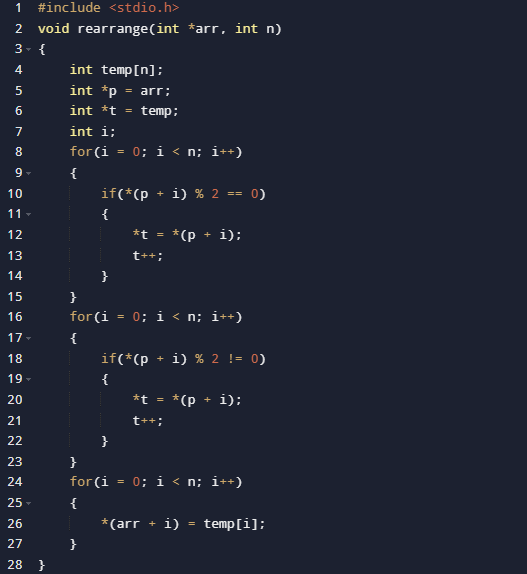 1 #include <stdio.h>
2 void rearrange(int *arr, int n)
3 {
4     int temp[n];
5     int *p = arr;
6     int *t = temp;
7     int i;
8     for(i = 0; i < n; i++)
9     {
10         if(*(p + i) % 2 == 0)
11         {
12             *t = *(p + i);
13             t++;
14         }
15     }
16     for(i = 0; i < n; i++)
17     {
18         if(*(p + i) % 2 != 0)
19         {
20             *t = *(p + i);
21             t++;
22         }
23     }
24     for(i = 0; i < n; i++)
25     {
26         *(arr + i) = temp[i];
27     }
28 }